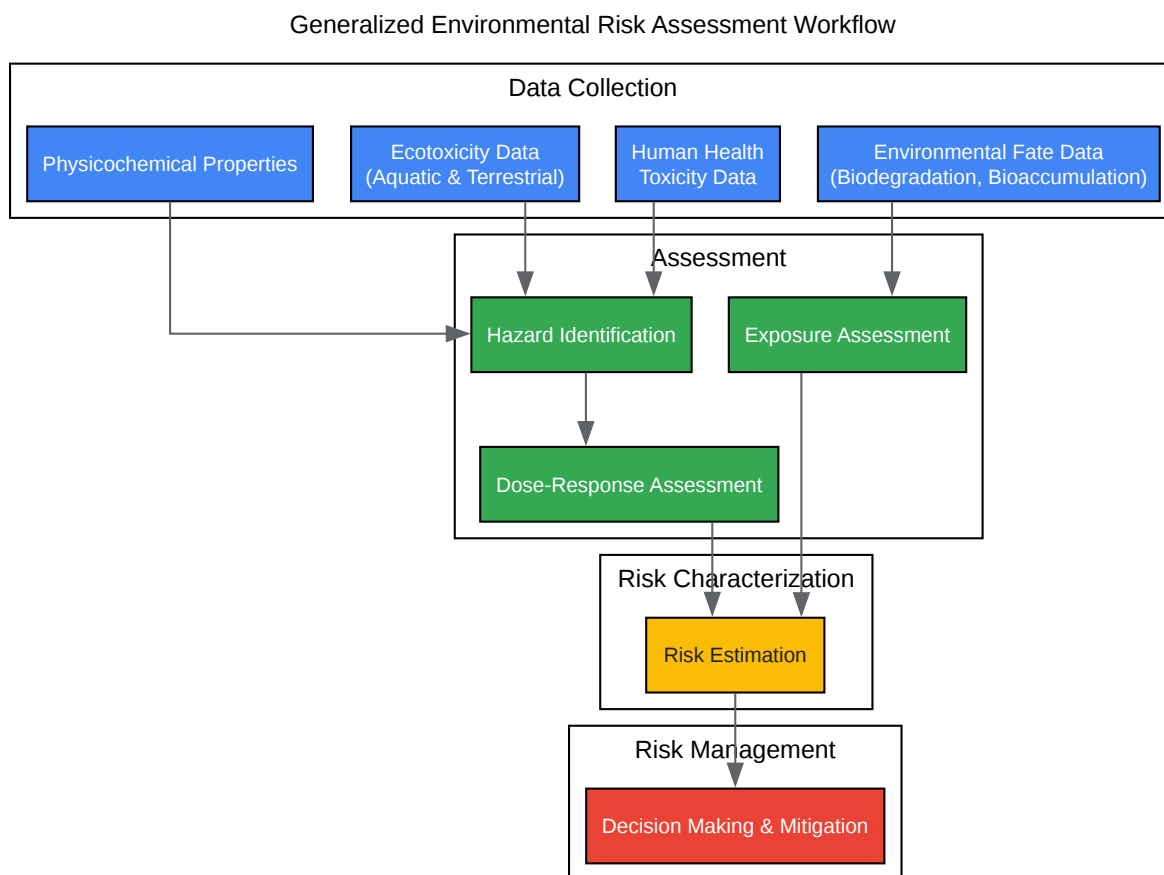 Generalized Environmental Risk Assessment Workflow
Data Collection
Physicochemical Properties
Ecotoxicity Data
(Aquatic & Terrestrial)
Human Health
Toxicity Data
Environmental Fate Data
(Biodegradation, Bioaccumulation)
Assessment
Hazard Identification
Exposure Assessment
Dose-Response Assessment
Risk Characterization
Risk Estimation
Risk Management
Decision Making & Mitigation